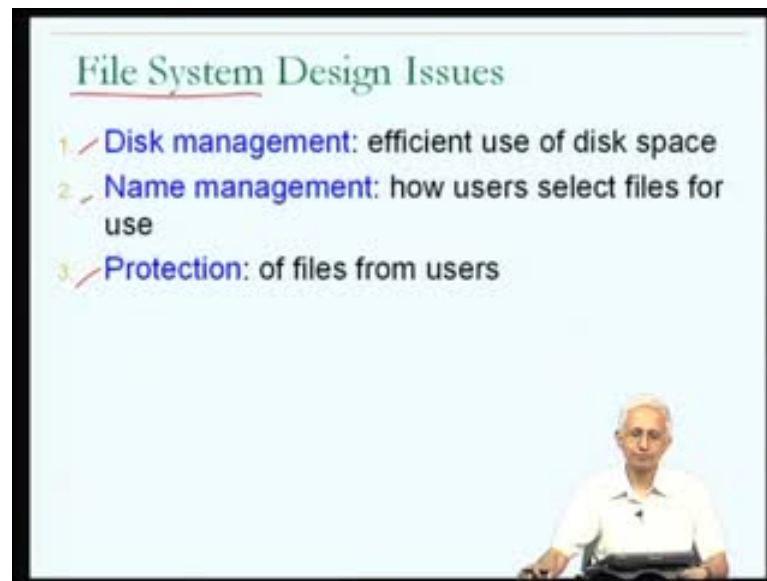 File System Design Issues
1. Disk management: efficient use of disk space
2. Name management: how users select files for
use
3. Protection: of files from users